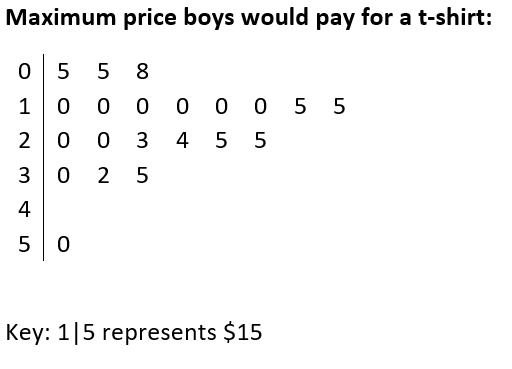 Maximum price boys would pay for a t-shirt:
0 5 5 8
1 0 0 0 0 0 0 5 5
2 0 0 3 4 5 5
3 0 2 5
4
5 0
Key: 1|5 represents $15